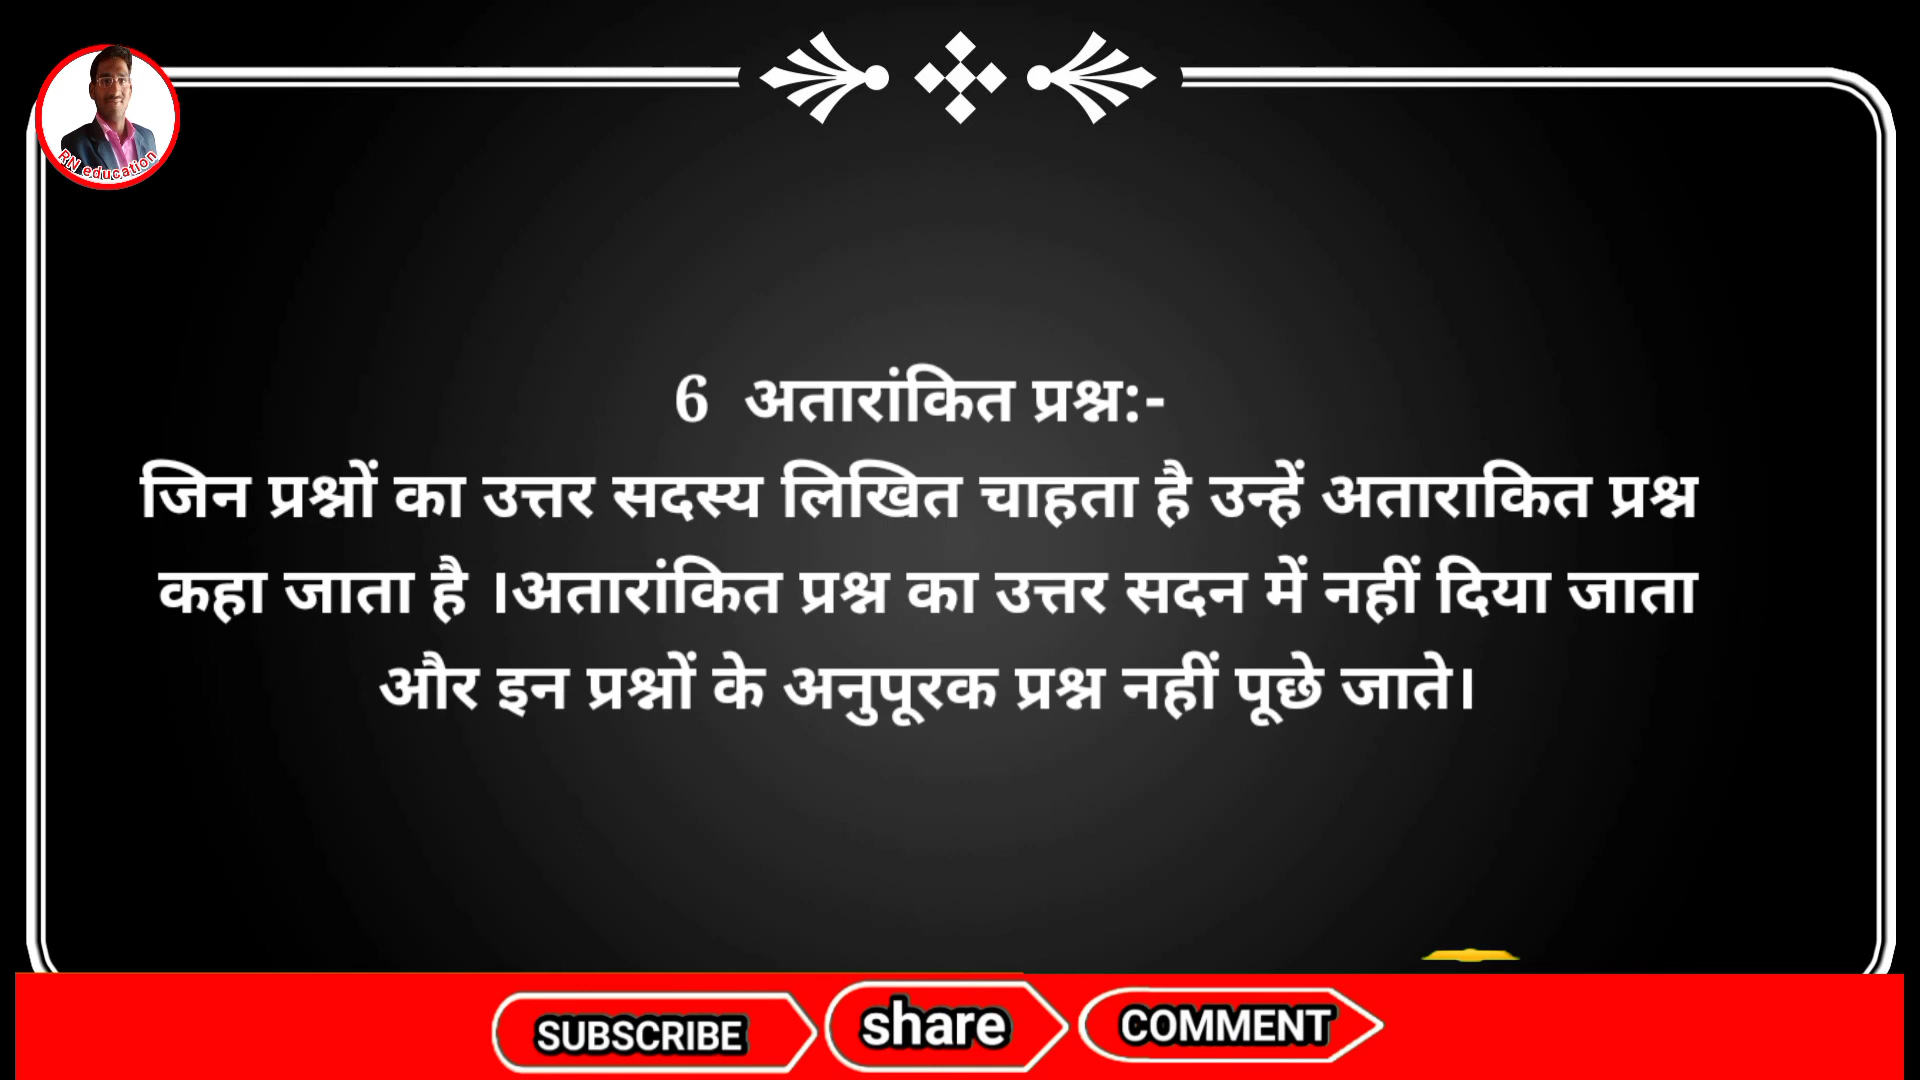 RN education
6 अतारांकित प्रश्न:-
जिन प्रश्नों का उत्तर सदस्य लिखित चाहता है उन्हें अताराकित प्रश्न
कहा जाता है ।अतारांकित प्रश्न का उत्तर सदन में नहीं दिया जाता
और इन प्रश्नों के अनुपूरक प्रश्न नहीं पूछे जाते।
SUBSCRIBE share COMMENT